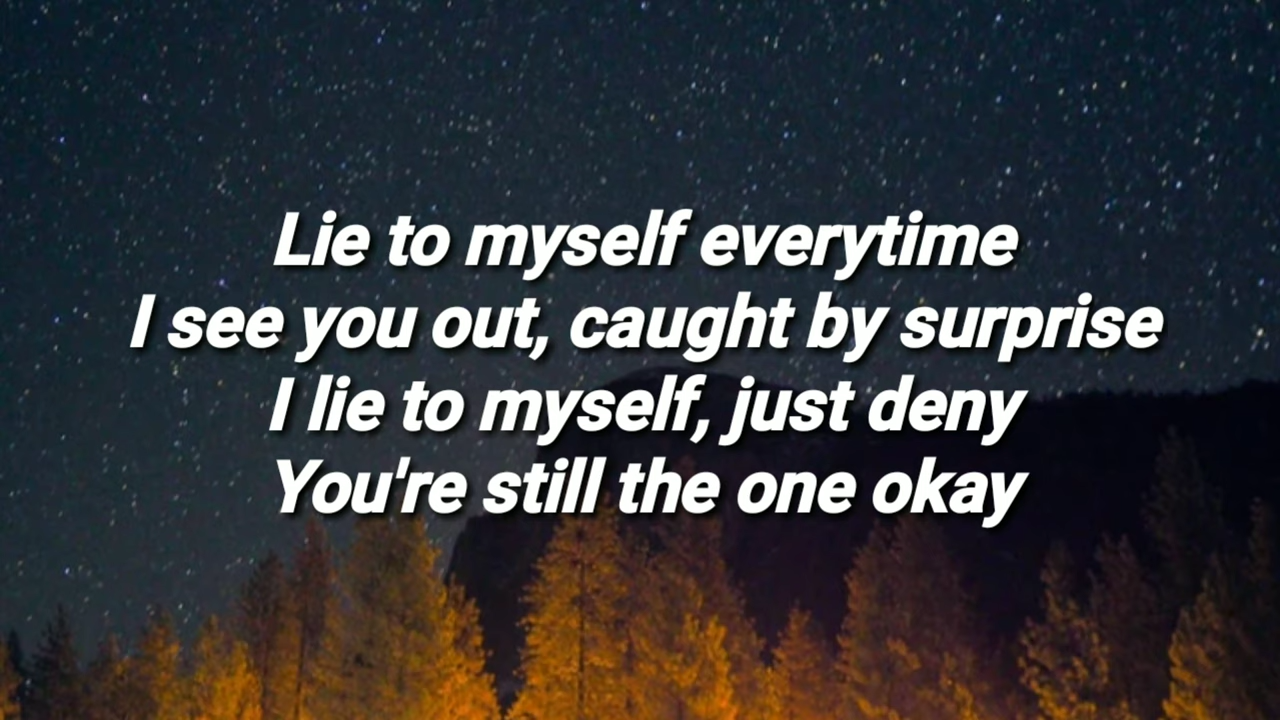 Lie to myself everytime
I see you out, caught by surprise
I lie to myself, just deny
You're still the one okay